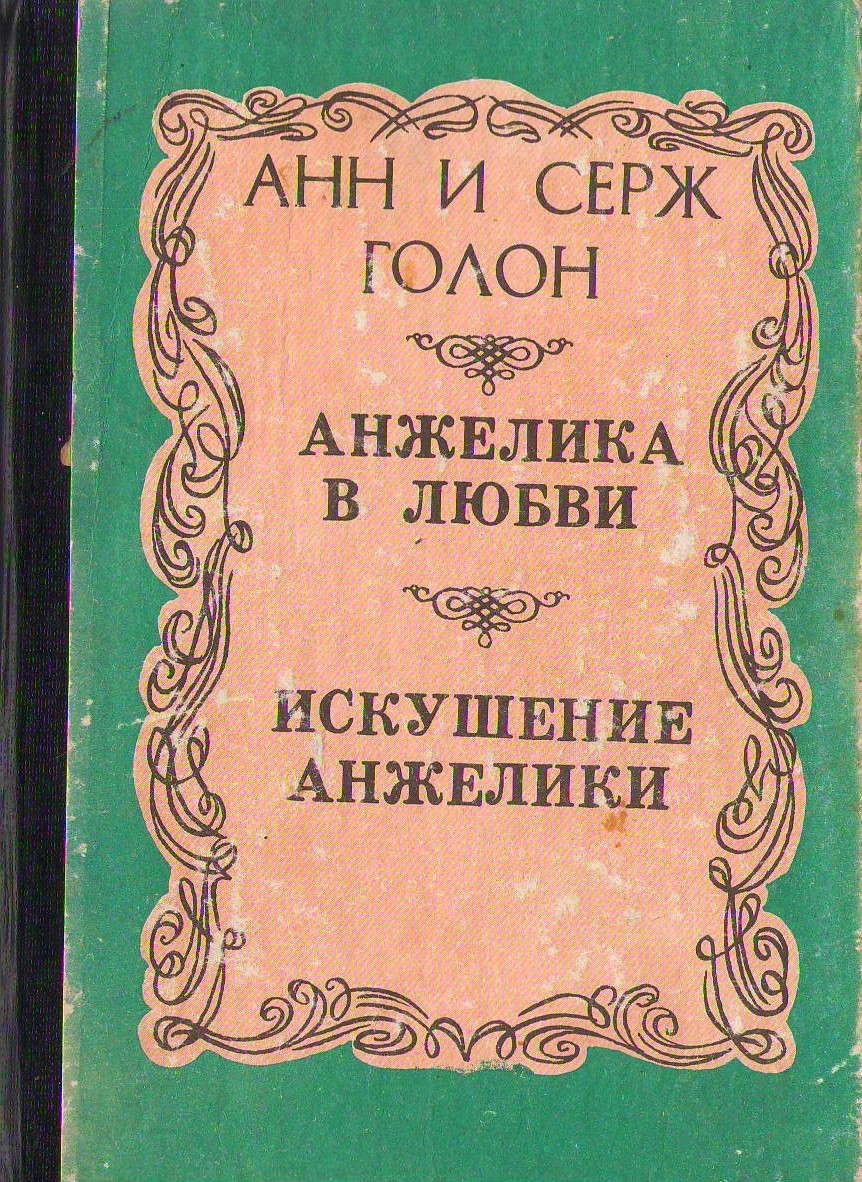 АНН И СЕРЖ
ГОЛОН
АНЖЕЛИКА
В ЛЮБВИ
ИСКУШЕНИЕ
АНЖЕЛИКИ